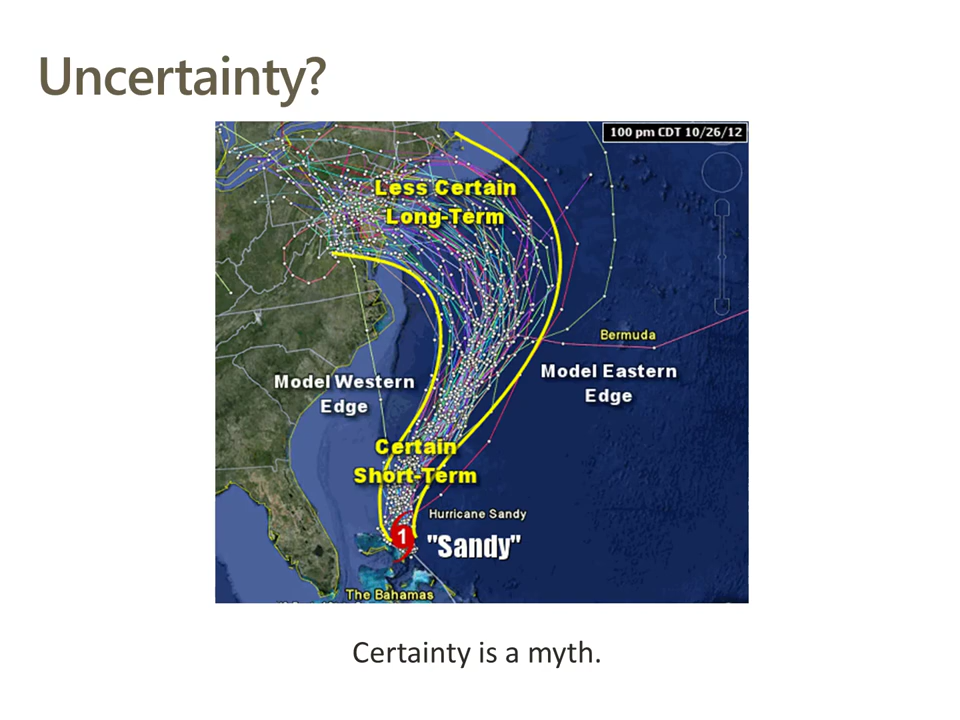 Uncertainty?
100 pm CDT 10/26/12
Less Certain
Long-Term
Bermuda
Model Western
Edge
Model Eastern
Edge
Certain
Short-Term
Hurricane Sandy
1
"Sandy"
The Bahamas
Certainty is a myth.